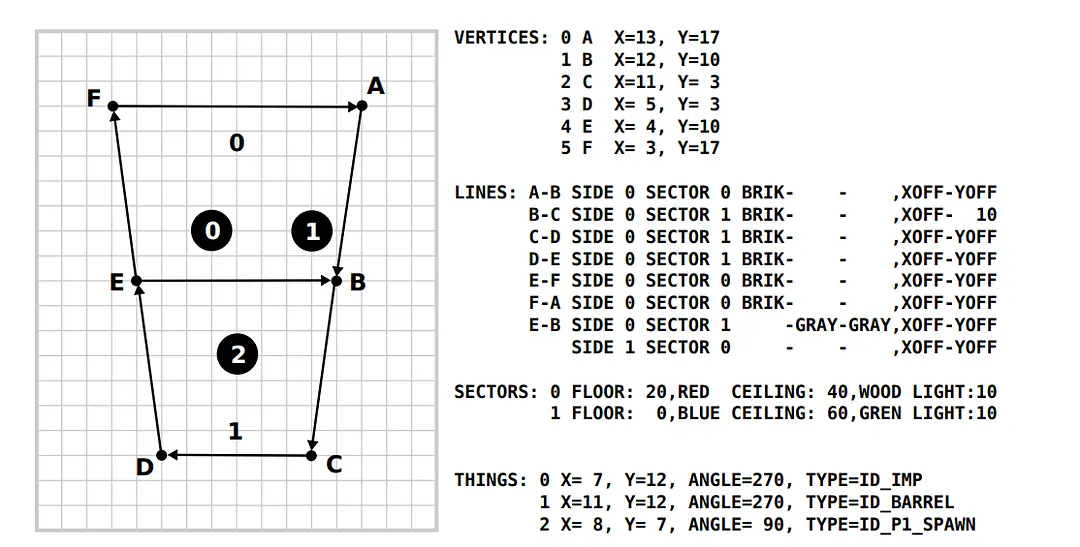 A
F
0
0
1
E
B
2
1
D
C
VERTICES: 0 A X=13, Y=17
1 B X=12, Y=10
2 C X=11, Y= 3
3 D X= 5, Y= 3
4 E X= 4, Y=10
5 F X= 3, Y=17
LINES: A-B SIDE 0 SECTOR 0 BRIK-    -    ,XOFF-YOFF
B-C SIDE 0 SECTOR 1 BRIK-    -    ,XOFF-  10
C-D SIDE 0 SECTOR 1 BRIK-    -    ,XOFF-YOFF
D-E SIDE 0 SECTOR 1 BRIK-    -    ,XOFF-YOFF
E-F SIDE 0 SECTOR 0 BRIK-    -    ,XOFF-YOFF
F-A SIDE 0 SECTOR 0 BRIK-    -    ,XOFF-YOFF
E-B SIDE 0 SECTOR 1     -GRAY-GRAY,XOFF-YOFF
SIDE 1 SECTOR 0     -    -    ,XOFF-YOFF
SECTORS: 0 FLOOR: 20,RED  CEILING: 40,WOOD LIGHT:10
1 FLOOR:  0,BLUE CEILING: 60,GREN LIGHT:10
THINGS: 0 X= 7, Y=12, ANGLE=270, TYPE=ID_IMP
1 X=11, Y=12, ANGLE=270, TYPE=ID_BARREL
2 X= 8, Y= 7, ANGLE= 90, TYPE=ID_P1_SPAWN